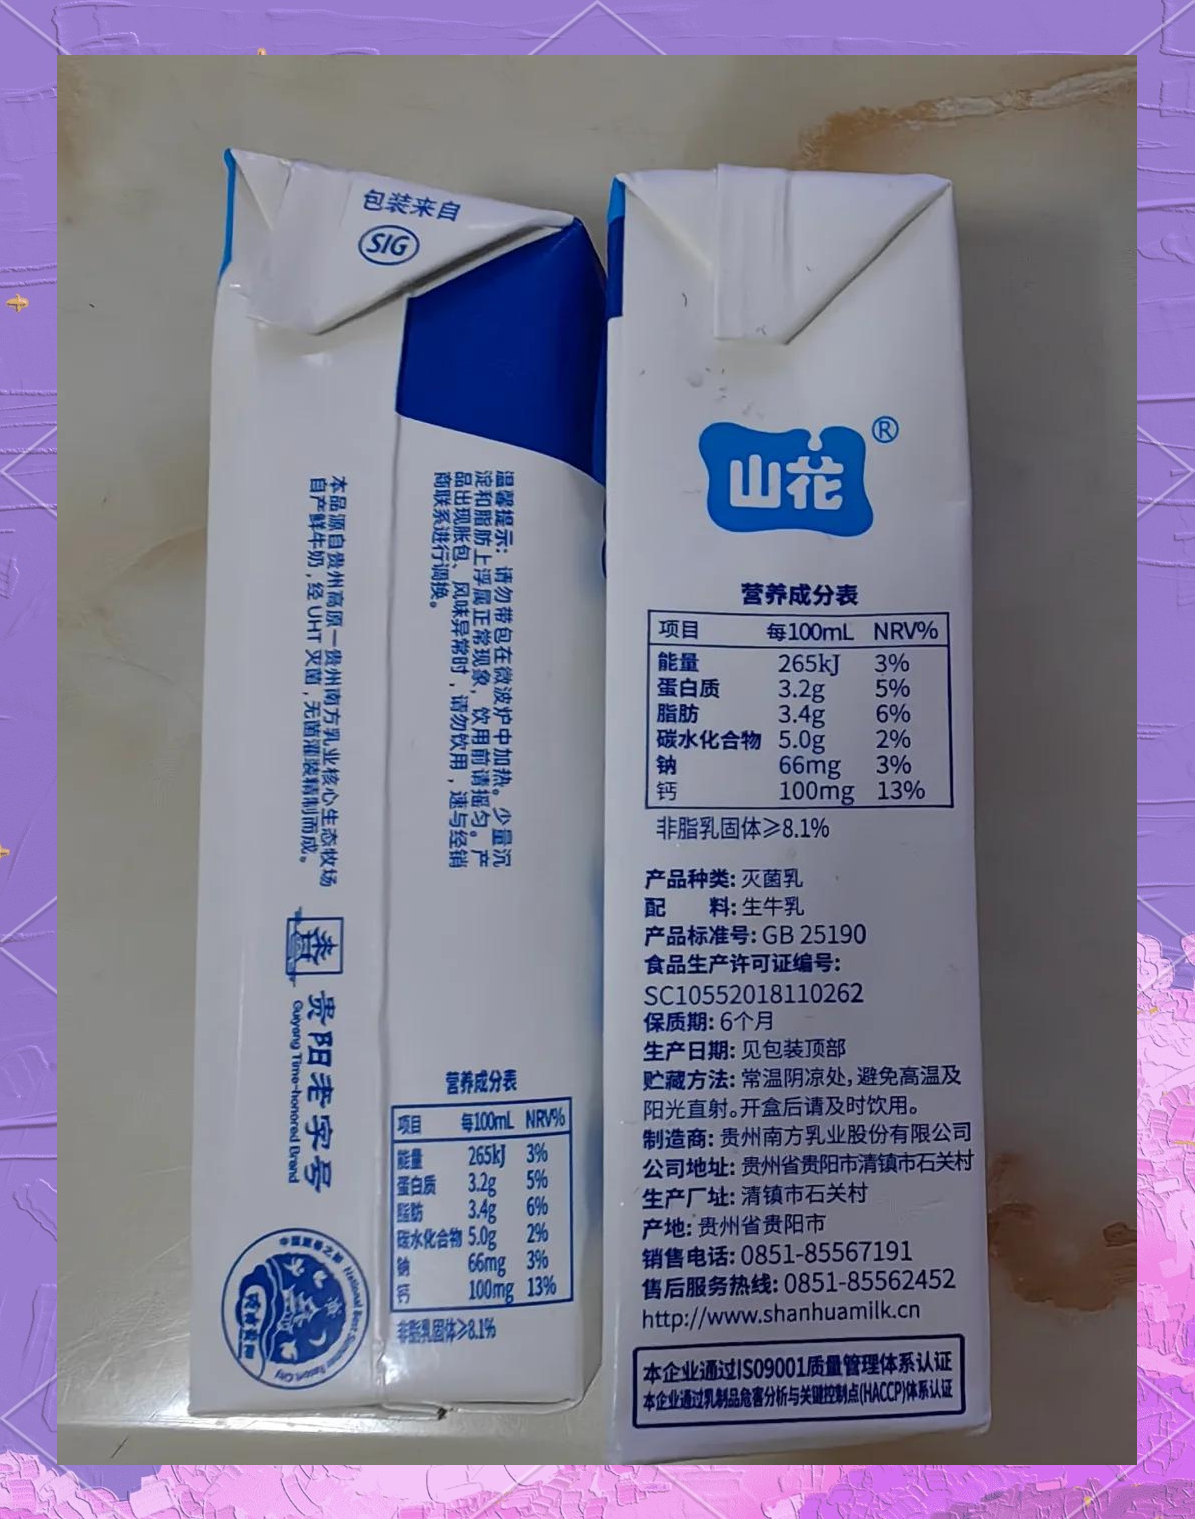 包装来自
SIG
本品源自贵州高原一贵州南方乳业核心生态牧场
自产鲜牛奶，经 UHT 灭菌，无菌灌装精制而成。
贵阳老字号
Guiyang Time-honored Brand
温馨提示：请勿带包在微波炉中加热。少量沉
淀和脂肪上浮属正常现象，饮用前请摇匀。产
品出现胀包、风味异常时，请勿饮用，速与经销
商联系进行调换。
营养成分表
项目 每100mL NRV%
能量 265kJ 3%
蛋白质 3.2g 5%
脂肪 3.4g 6%
碳水化合物 5.0g 2%
钠 66mg 3%
钙 100mg 13%
非脂乳固体≥8.1%
山花®
营养成分表
项目 每100mL NRV%
能量 265kJ 3%
蛋白质 3.2g 5%
脂肪 3.4g 6%
碳水化合物 5.0g 2%
钠 66mg 3%
钙 100mg 13%
非脂乳固体≥8.1%
产品种类: 灭菌乳
配 料: 生牛乳
产品标准号: GB 25190
食品生产许可证编号:
SC10552018110262
保质期: 6个月
生产日期: 见包装顶部
贮藏方法: 常温阴凉处, 避免高温及
阳光直射。开盒后请及时饮用。
制造商: 贵州南方乳业股份有限公司
公司地址: 贵州省贵阳市清镇市石关村
生产厂址: 清镇市石关村
产地: 贵州省贵阳市
销售电话: 0851-85567191
售后服务热线: 0851-85562452
http://www.shanhuamilk.cn
本企业通过ISO9001质量管理体系认证
本企业通过乳制品危害分析与关键控制点(HACCP)体系认证